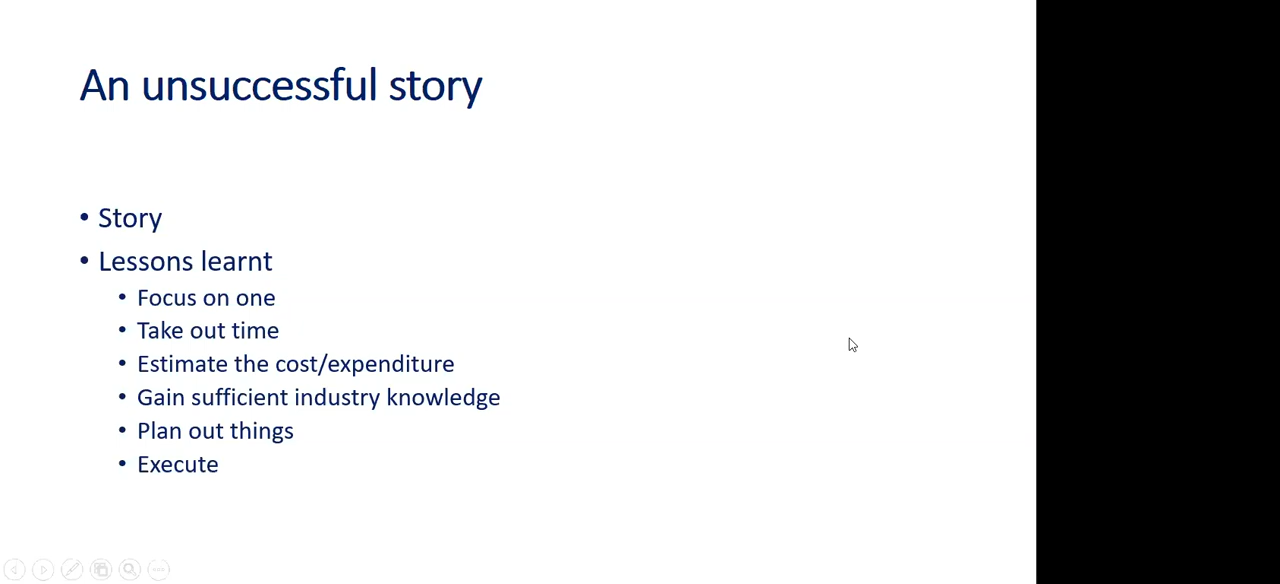 An unsuccessful story
• Story
• Lessons learnt
• Focus on one
• Take out time
• Estimate the cost/expenditure
• Gain sufficient industry knowledge
• Plan out things
• Execute